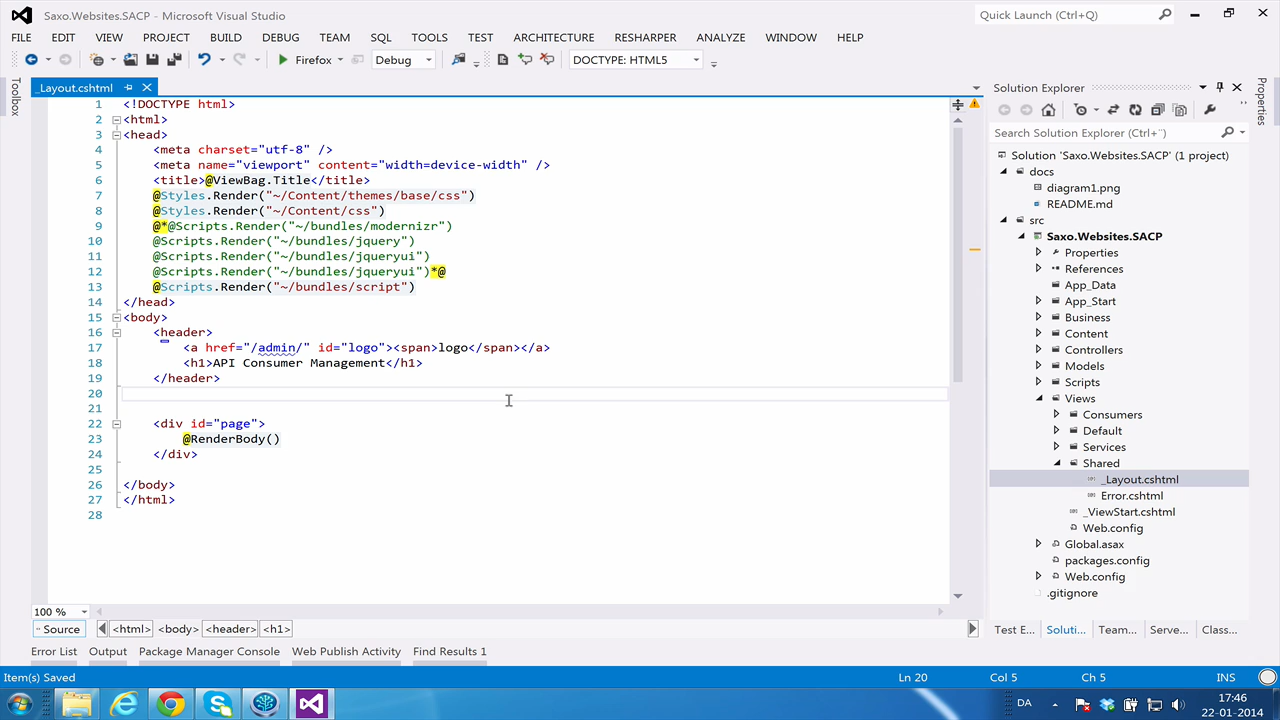 Saxo.Websites.SACP - Microsoft Visual Studio
Quick Launch (Ctrl+Q)
FILE EDIT VIEW PROJECT BUILD DEBUG TEAM SQL TOOLS TEST ARCHITECTURE RESHARPER ANALYZE WINDOW HELP
Firefox Debug DOCTYPE: HTML5
Toolbox
_Layout.cshtml
1 <!DOCTYPE html>
2 <html>
3 <head>
4 <meta charset="utf-8" />
5 <meta name="viewport" content="width=device-width" />
6 <title>@ViewBag.Title</title>
7 @Styles.Render("~/Content/themes/base/css")
8 @Styles.Render("~/Content/css")
9 @*@Scripts.Render("~/bundles/modernizr")
10 @Scripts.Render("~/bundles/jquery")
11 @Scripts.Render("~/bundles/jqueryui")
12 @Scripts.Render("~/bundles/jqueryui")*@
13 @Scripts.Render("~/bundles/script")
14 </head>
15 <body>
16 <header>
17 <a href="/admin/" id="logo"><span>logo</span></a>
18 <h1>API Consumer Management</h1>
19 </header>
20
21
22 <div id="page">
23 @RenderBody()
24 </div>
25
26 </body>
27 </html>
28
100 %
Source <html> <body> <header> <h1>
Error List Output Package Manager Console Web Publish Activity Find Results 1
Solution Explorer
Search Solution Explorer (Ctrl+¨)
Solution 'Saxo.Websites.SACP' (1 project)
docs
diagram1.png
README.md
src
Saxo.Websites.SACP
Properties
References
App_Data
App_Start
Business
Content
Controllers
Models
Scripts
Views
Consumers
Default
Services
Shared
_Layout.cshtml
Error.cshtml
_ViewStart.cshtml
Web.config
Global.asax
packages.config
Web.config
.gitignore
Test E... Soluti... Team... Serve... Class...
Properties
Item(s) Saved Ln 20 Col 5 Ch 5 INS
DA
17:46
22-01-2014